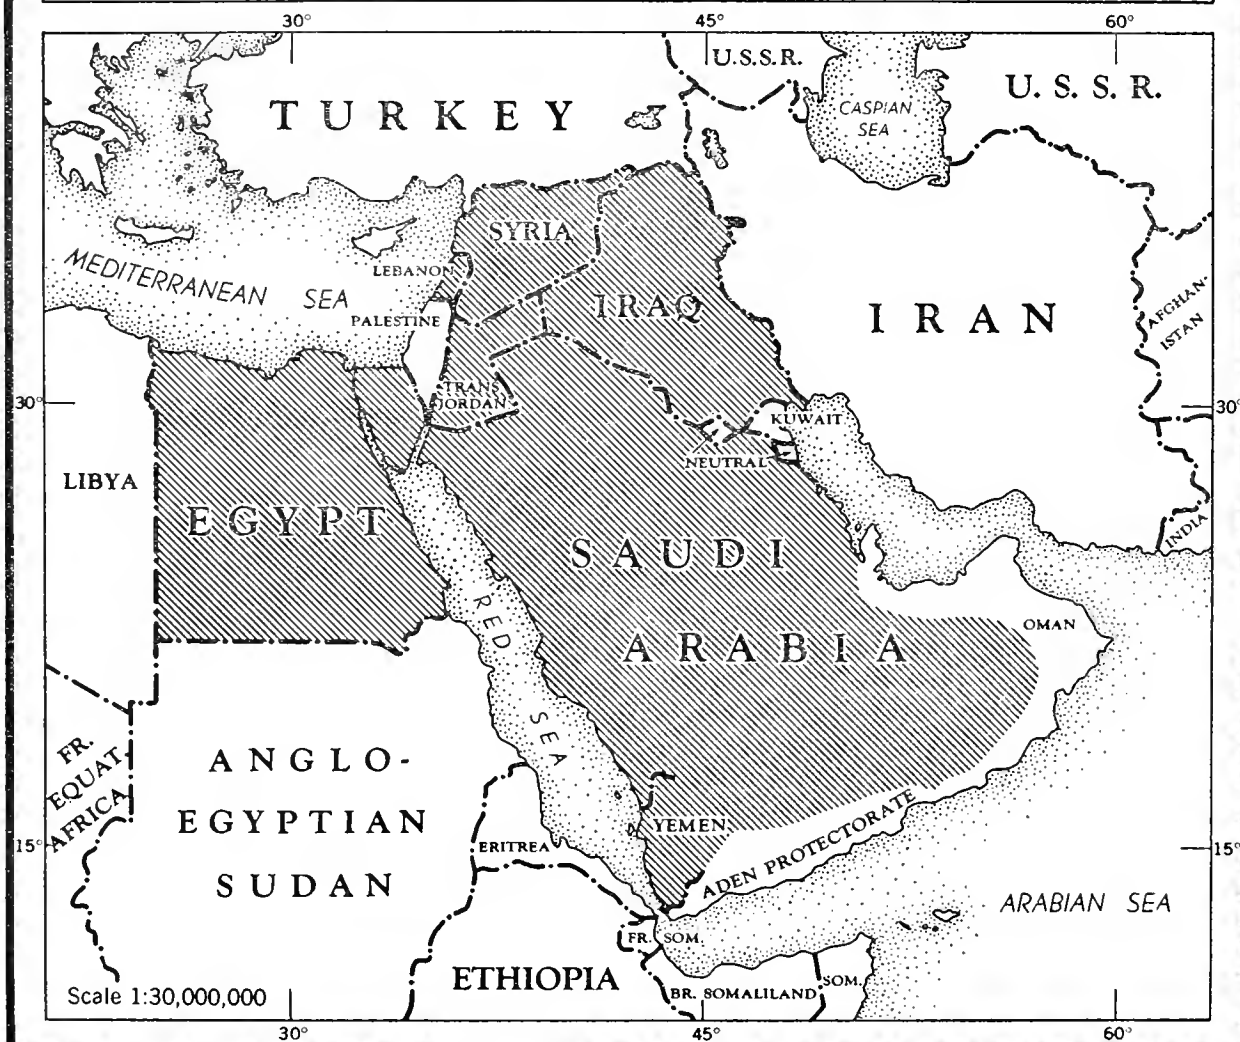 30° 45° 60°
U.S.S.R.
U. S. S. R.
TURKEY
CASPIAN
SEA
SYRIA
LEBANON
MEDITERRANEAN SEA
IRAQ
IRAN
PALESTINE
AFGHAN-
ISTAN
TRANS
JORDAN
30° 30°
KUWAIT
NEUTRAL
LIBYA
EGYPT
INDIA
SAUDI
ARABIA
RED SEA
OMAN
FR.
EQUAT.
AFRICA
ANGLO-
EGYPTIAN
SUDAN
YEMEN
ADEN PROTECTORATE
15° 15°
ERITREA
ARABIAN SEA
FR. SOM.
ETHIOPIA
BR. SOMALILAND
SOM.
Scale 1:30,000,000
30° 45° 60°